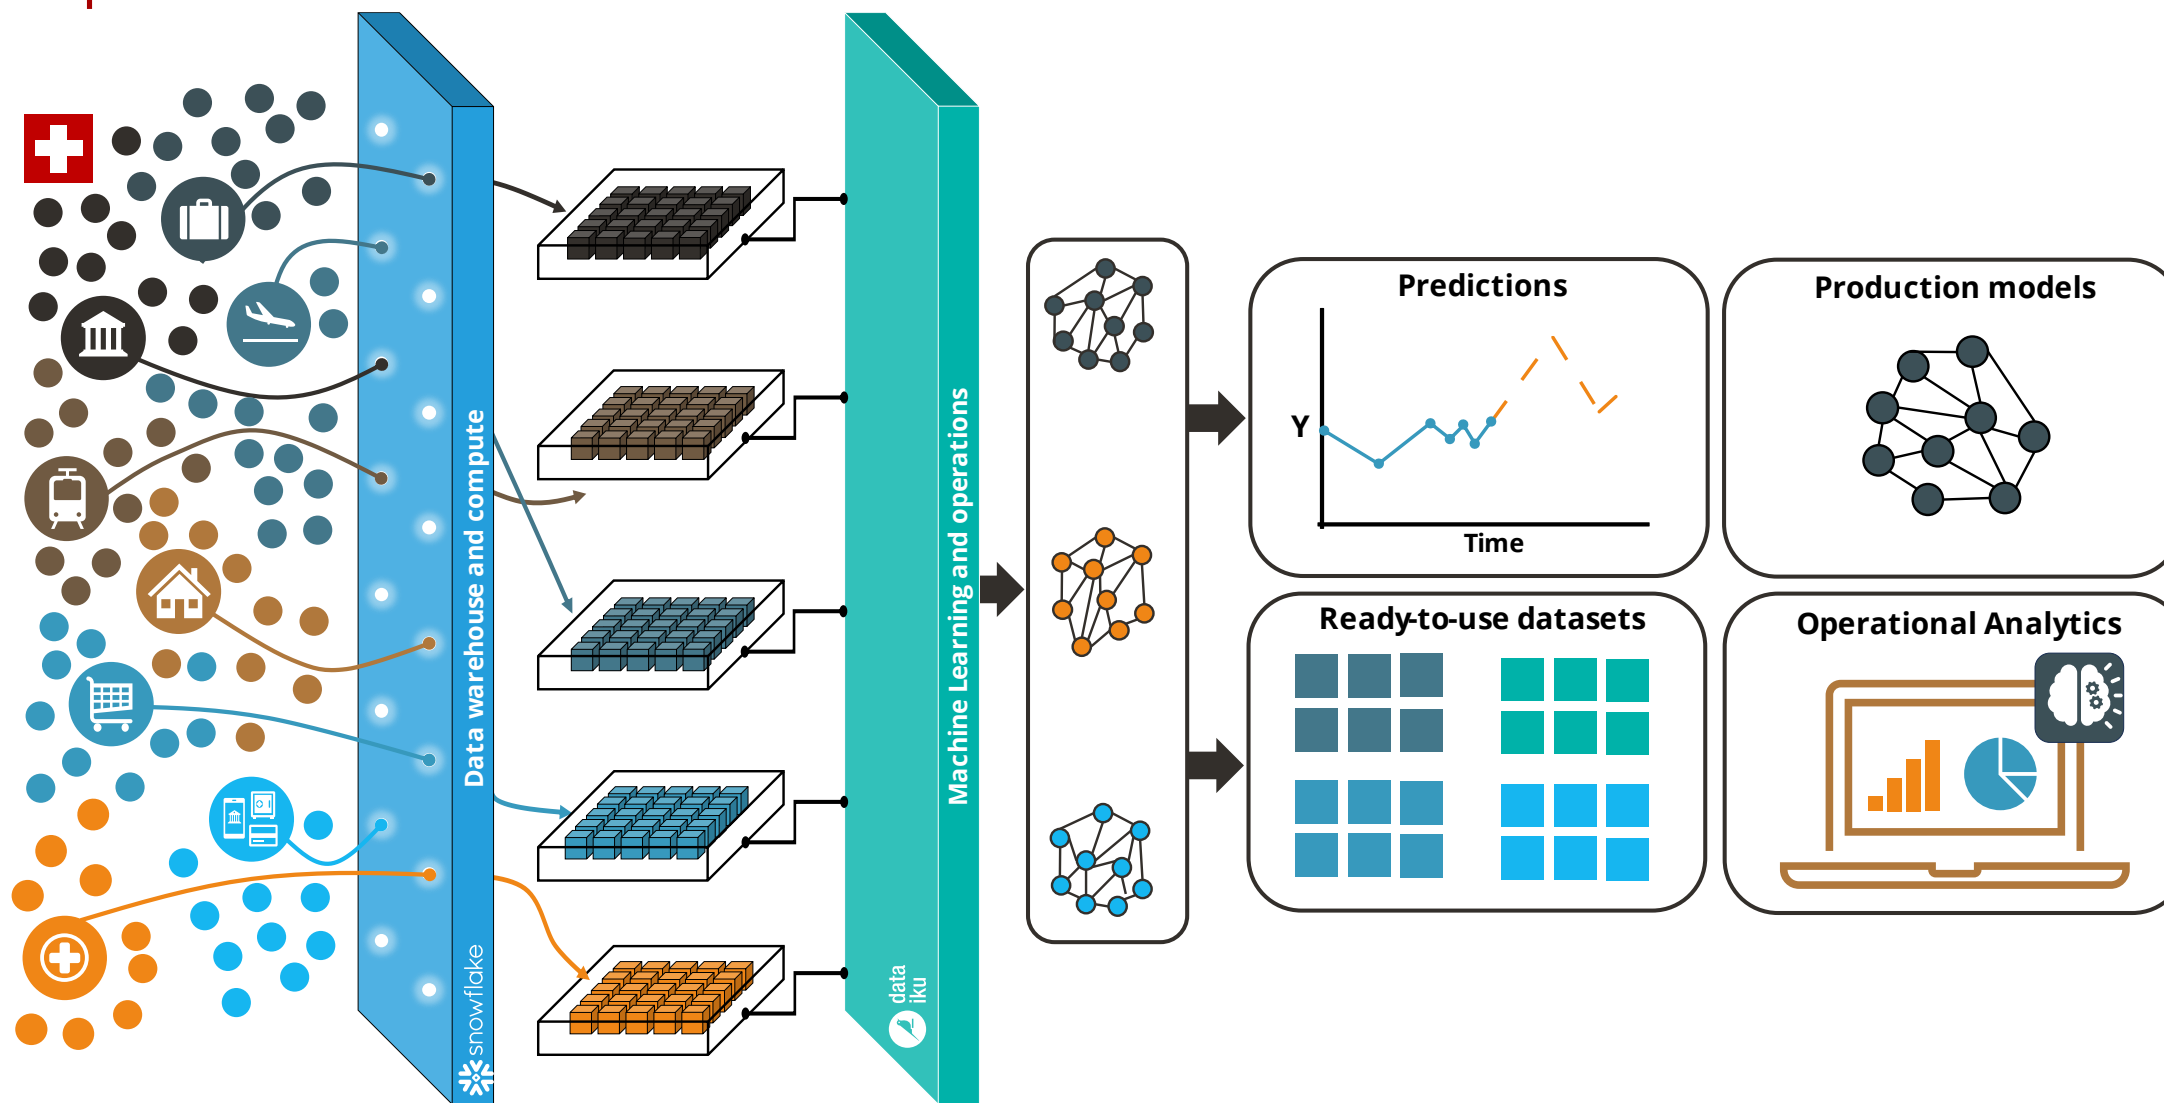 Data warehouse and compute
snowflake
Machine Learning and operations
data
iku
Predictions
Y
Time
Production models
Ready-to-use datasets
Operational Analytics